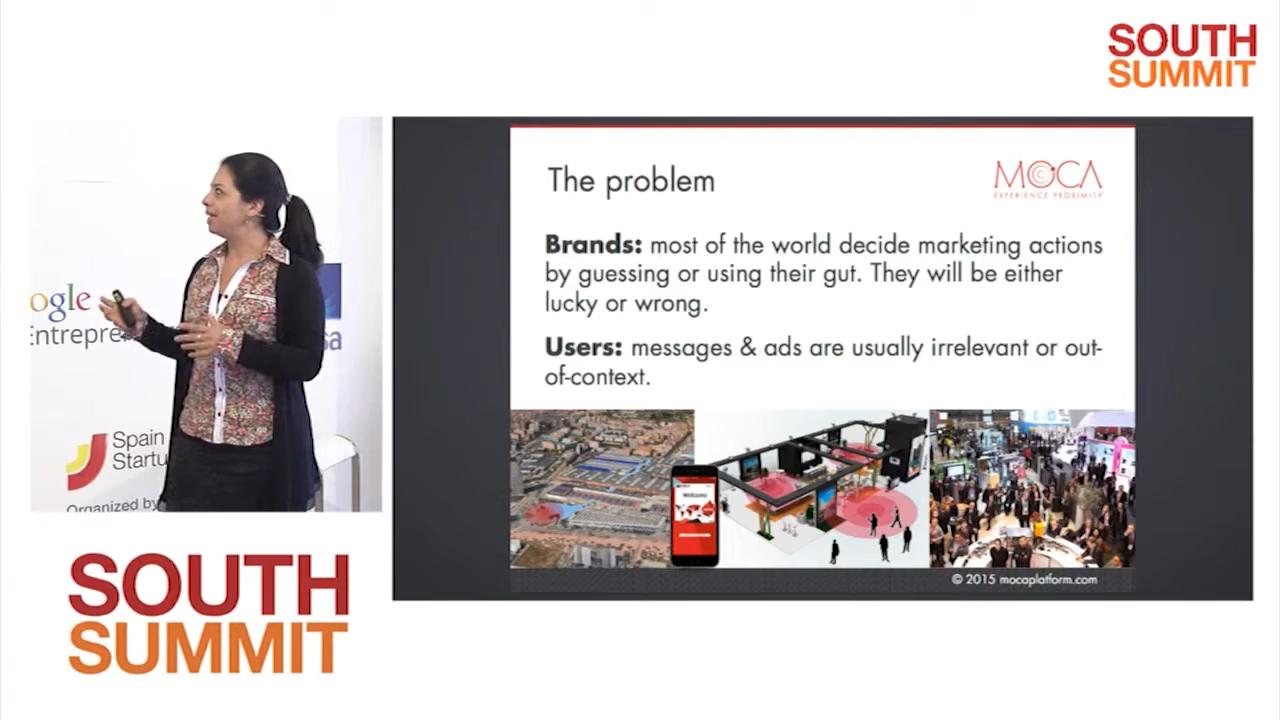 SOUTH
SUMMIT
ogle
Entrepre
sa
Spain
Startu
Organized by
SOUTH
SUMMIT
The problem
MOCA
EXPERIENCE PROXIMITY
Brands: most of the world decide marketing actions
by guessing or using their gut. They will be either
lucky or wrong.
Users: messages & ads are usually irrelevant or out-
of-context.
Welcome
© 2015 mocaplatform.com